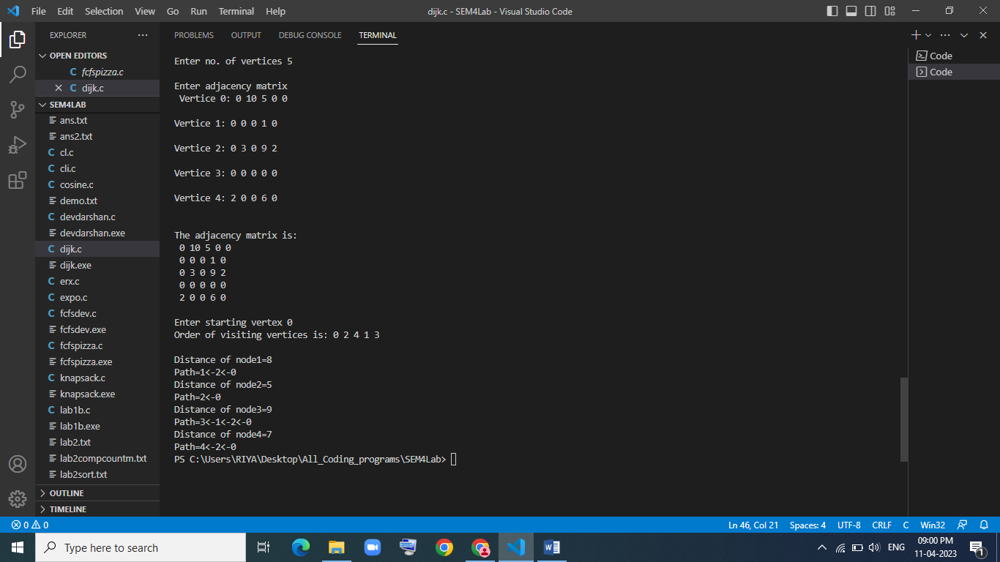 File Edit Selection View Go Run Terminal Help
dijk.c - SEM4Lab - Visual Studio Code
EXPLORER
OPEN EDITORS
C fcfspizza.c
C dijk.c
SEM4LAB
ans.txt
ans2.txt
C cl.c
C cli.c
C cosine.c
demo.txt
C devdarshan.c
devdarshan.exe
C dijk.c
dijk.exe
C erx.c
C expo.c
C fcfsdev.c
fcfsdev.exe
C fcfspizza.c
fcfspizza.exe
C knapsack.c
knapsack.exe
C lab1b.c
lab1b.exe
lab2.txt
lab2compcountm.txt
lab2sort.txt
OUTLINE
TIMELINE
PROBLEMS OUTPUT DEBUG CONSOLE TERMINAL
Enter no. of vertices 5
Enter adjacency matrix
Vertice 0: 0 10 5 0 0
Vertice 1: 0 0 0 1 0
Vertice 2: 0 3 0 9 2
Vertice 3: 0 0 0 0 0
Vertice 4: 2 0 0 6 0
The adjacency matrix is:
0 10 5 0 0
0 0 0 1 0
0 3 0 9 2
0 0 0 0 0
2 0 0 6 0
Enter starting vertex 0
Order of visiting vertices is: 0 2 4 1 3
Distance of node1=8
Path=1<-2<-0
Distance of node2=5
Path=2<-0
Distance of node3=9
Path=3<-1<-2<-0
Distance of node4=7
Path=4<-2<-0
PS C:\Users\RIYA\Desktop\All_Coding_programs\SEM4Lab>
Code
Code
0 0
Ln 46, Col 21 Spaces: 4 UTF-8 CRLF C Win32
Type here to search
W
ENG
09:00 PM
11-04-2023
1